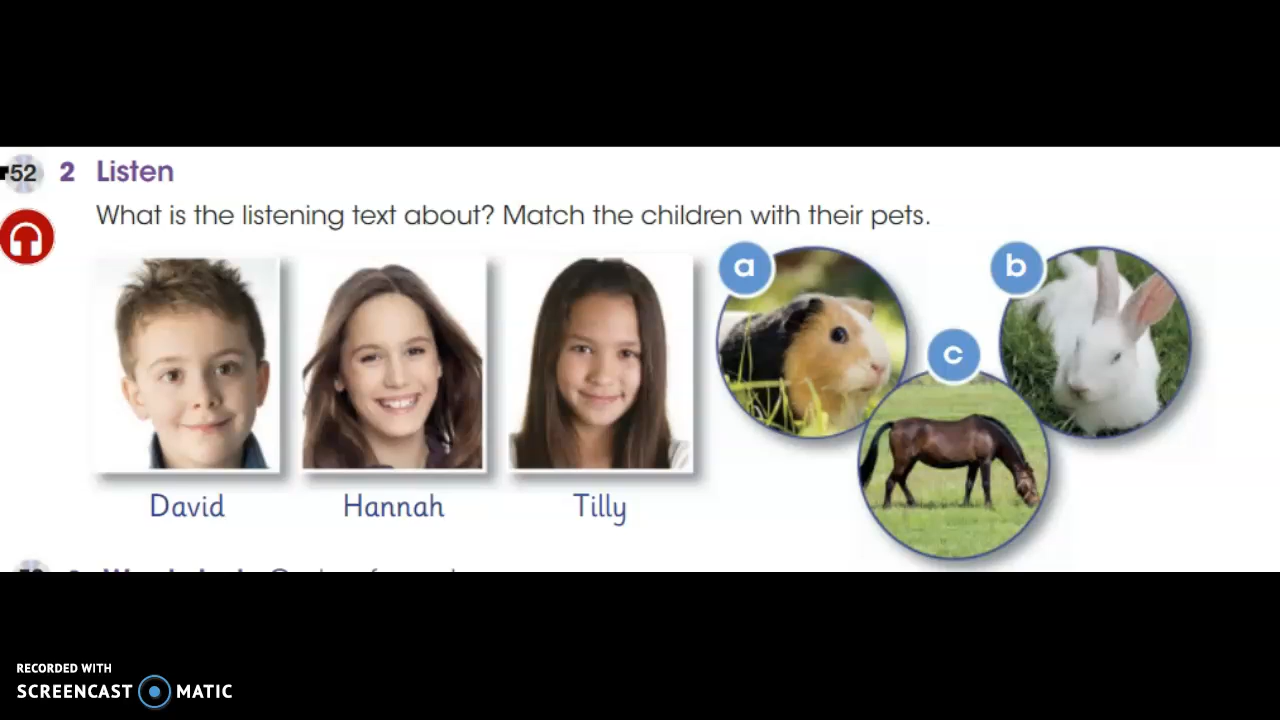 52 2 Listen
What is the listening text about? Match the children with their pets.
a
b
c
David Hannah Tilly
RECORDED WITH
SCREENCAST MATIC